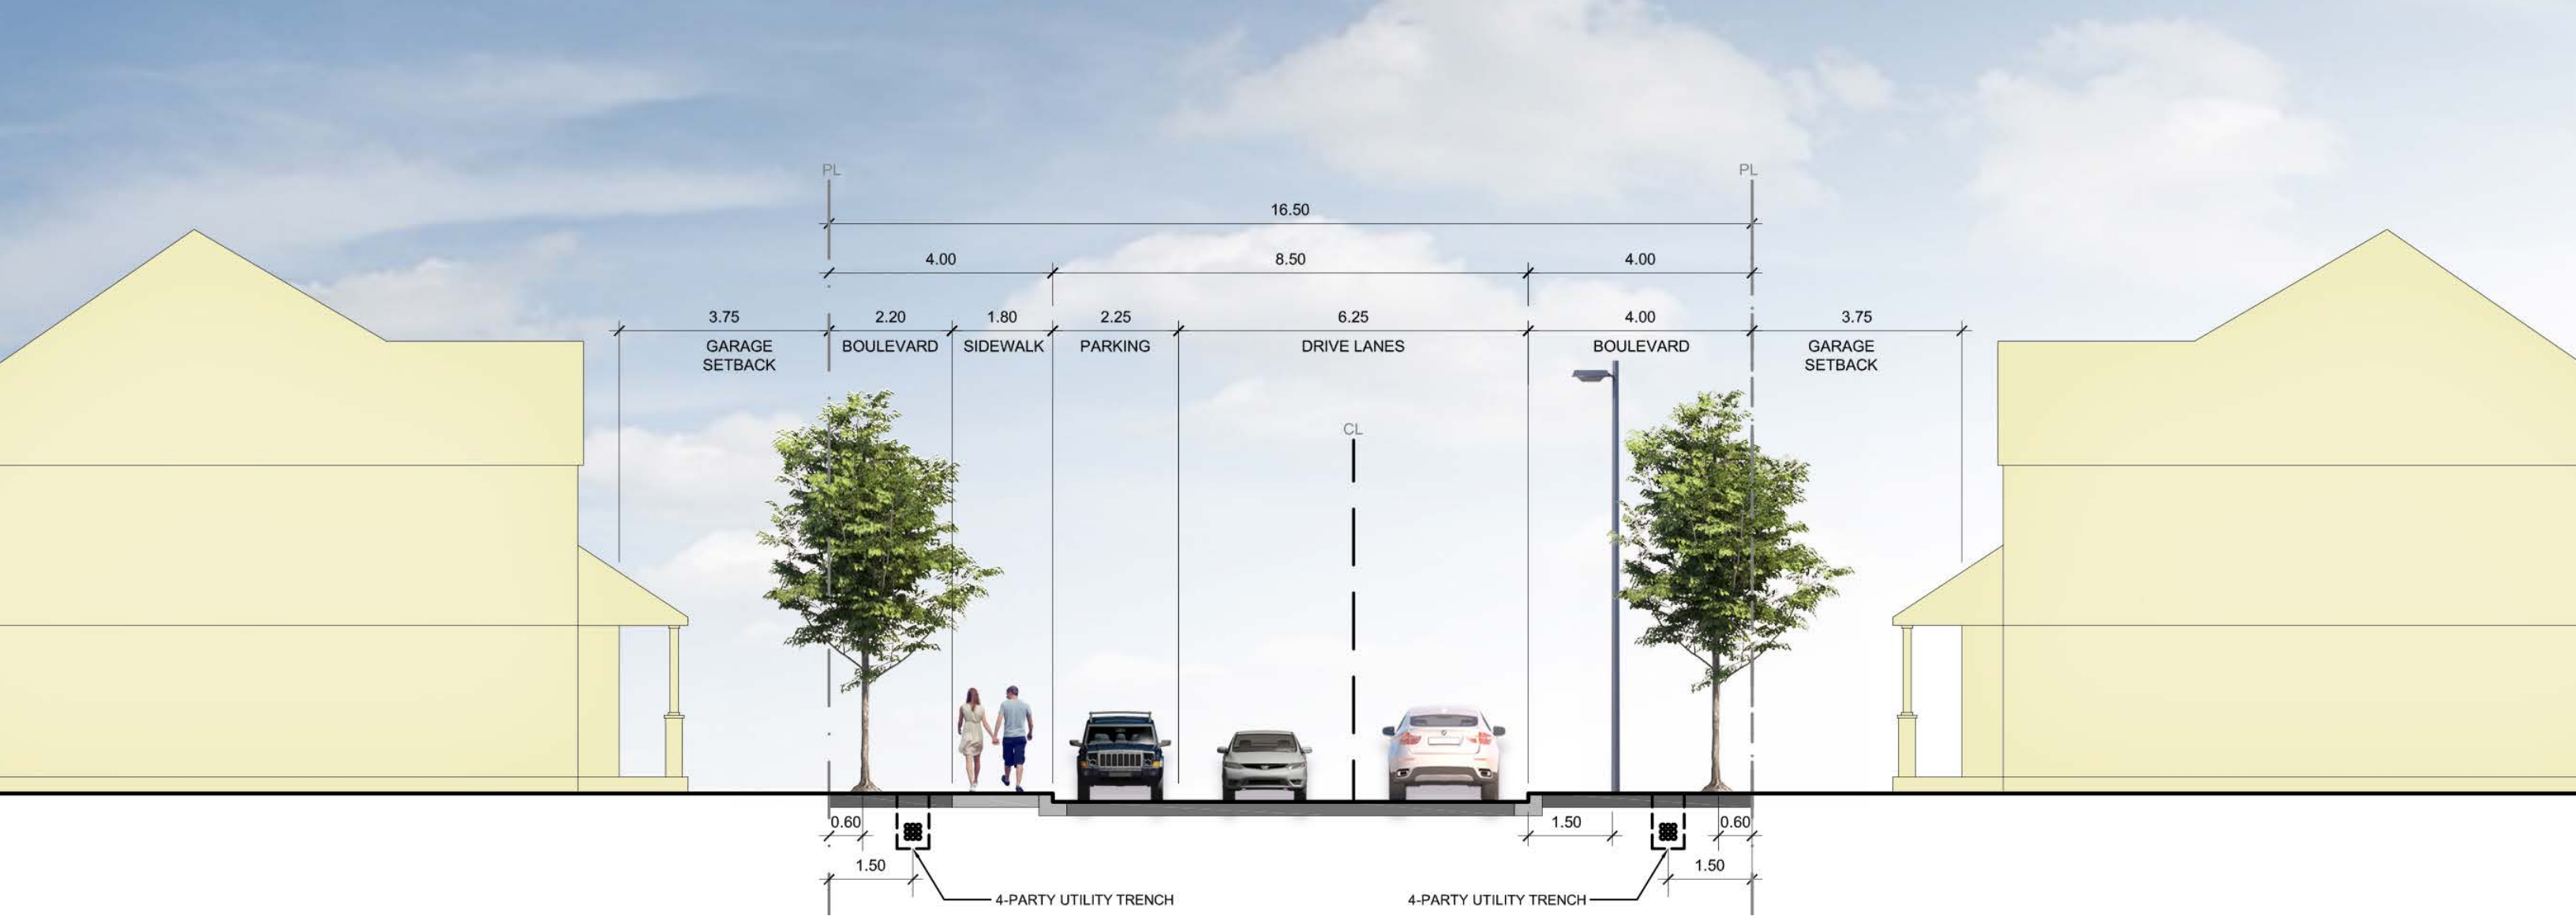 PL
PL
16.50
4.00
8.50
4.00
3.75
2.20
1.80
2.25
6.25
4.00
3.75
GARAGE
SETBACK
BOULEVARD
SIDEWALK
PARKING
DRIVE LANES
BOULEVARD
GARAGE
SETBACK
CL
0.60
1.50
0.60
1.50
1.50
4-PARTY UTILITY TRENCH
4-PARTY UTILITY TRENCH